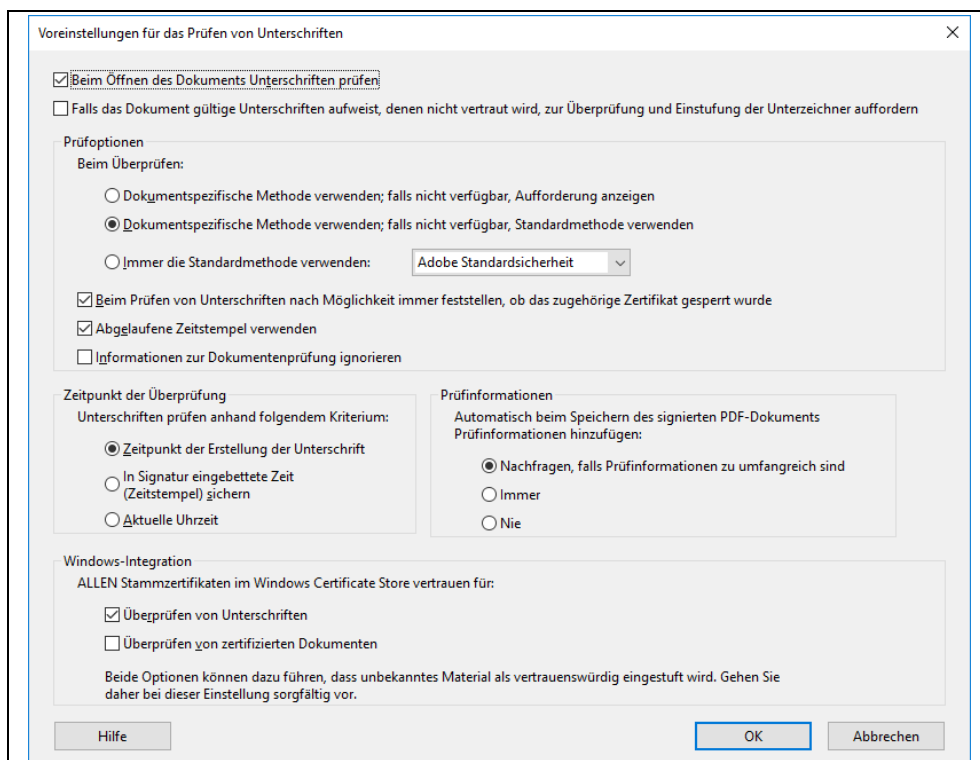 Voreinstellungen für das Prüfen von Unterschriften
Beim Öffnen des Dokuments Unterschriften prüfen
Falls das Dokument gültige Unterschriften aufweist, denen nicht vertraut wird, zur Überprüfung und Einstufung der Unterzeichner auffordern
Prüfoptionen
Beim Überprüfen:
Dokumentspezifische Methode verwenden; falls nicht verfügbar, Aufforderung anzeigen
Dokumentspezifische Methode verwenden; falls nicht verfügbar, Standardmethode verwenden
Immer die Standardmethode verwenden: Adobe Standardsicherheit
Beim Prüfen von Unterschriften nach Möglichkeit immer feststellen, ob das zugehörige Zertifikat gesperrt wurde
Abgelaufene Zeitstempel verwenden
Informationen zur Dokumentenprüfung ignorieren
Zeitpunkt der Überprüfung
Unterschriften prüfen anhand folgendem Kriterium:
Zeitpunkt der Erstellung der Unterschrift
In Signatur eingebettete Zeit
(Zeitstempel) sichern
Aktuelle Uhrzeit
Prüfinformationen
Automatisch beim Speichern des signierten PDF-Dokuments
Prüfinformationen hinzufügen:
Nachfragen, falls Prüfinformationen zu umfangreich sind
Immer
Nie
Windows-Integration
ALLEN Stammzertifikaten im Windows Certificate Store vertrauen für:
Überprüfen von Unterschriften
Überprüfen von zertifizierten Dokumenten
Beide Optionen können dazu führen, dass unbekanntes Material als vertrauenswürdig eingestuft wird. Gehen Sie
daher bei dieser Einstellung sorgfältig vor.
Hilfe
OK
Abbrechen